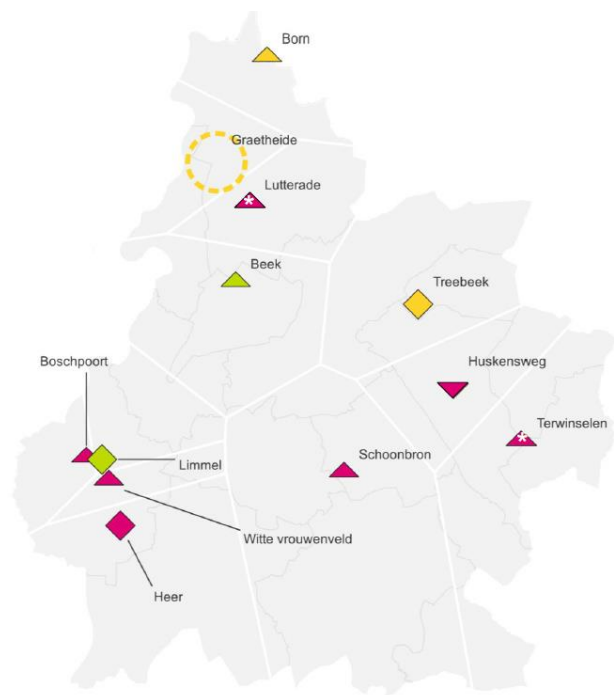 Born
Graetheide
Lutterade
*
Beek
Treebeek
Boschpoort
Huskensweg
Terwinselen
*
Schoonbron
Limmel
Witte vrouwenveld
Heer